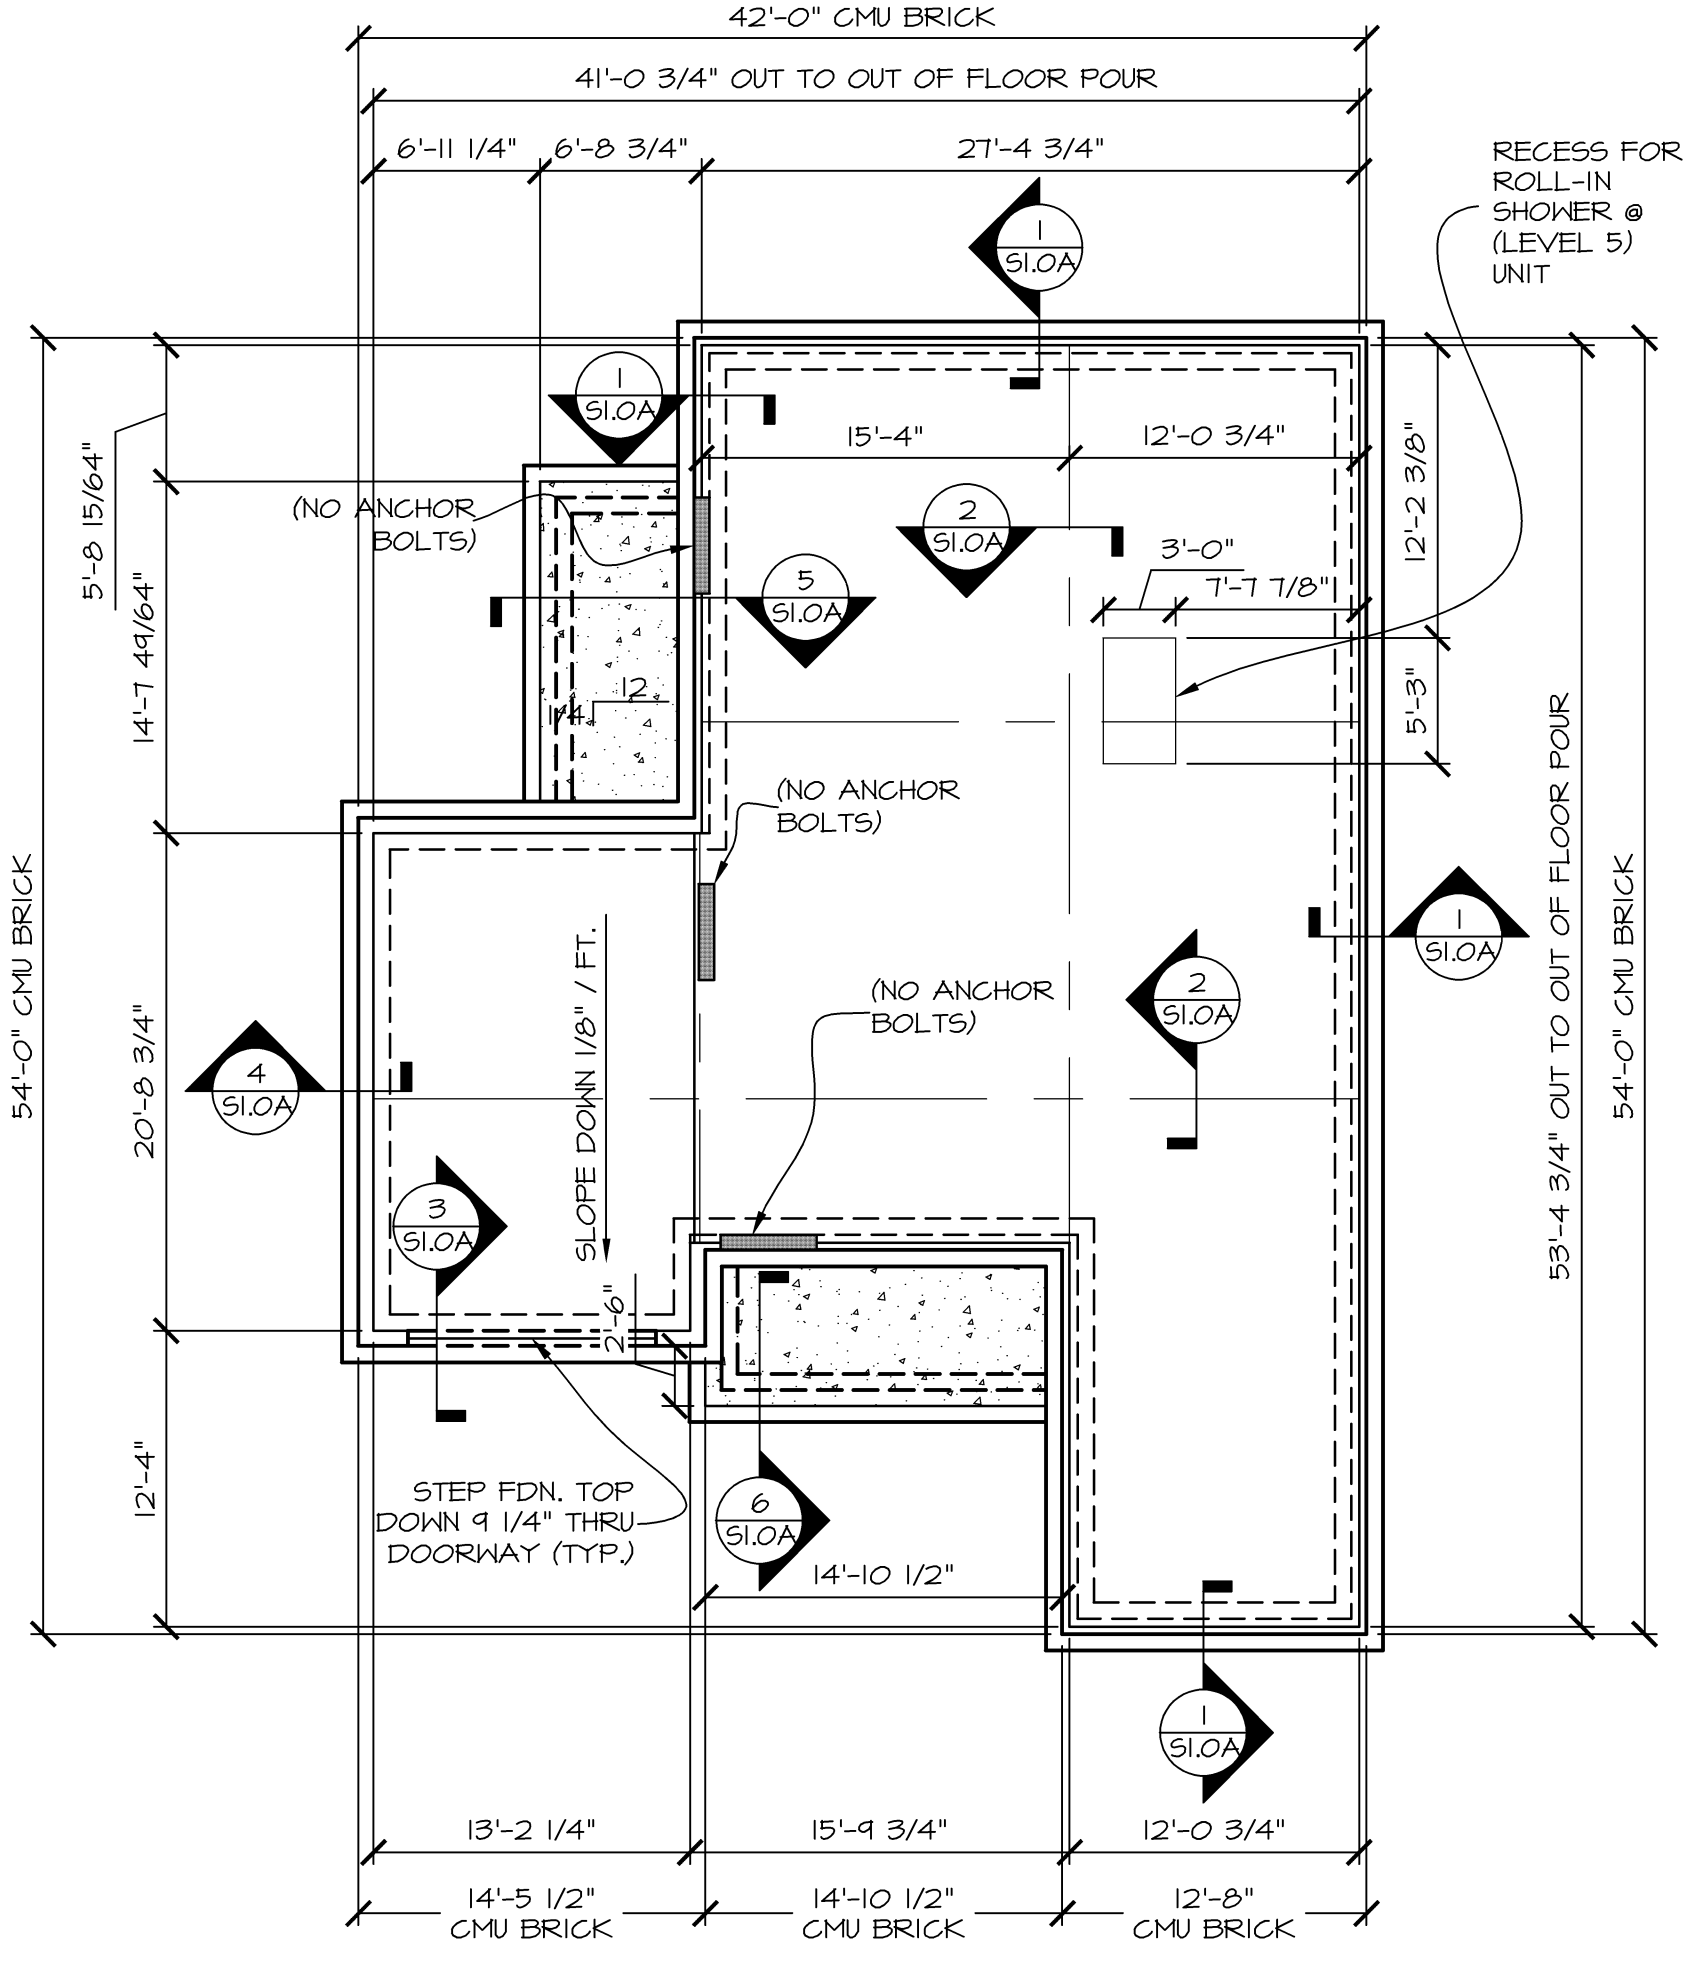 42'-0" CMU BRICK
41'-0 3/4" OUT TO OUT OF FLOOR POUR
6'-11 1/4"
6'-8 3/4"
27'-4 3/4"
RECESS FOR
ROLL-IN
SHOWER @
(LEVEL 5)
UNIT
1
S1.0A
1
S1.0A
15'-4"
12'-0 3/4"
12'-2 3/8"
5'-8 15/64"
(NO ANCHOR
BOLTS)
2
S1.0A
3'-0"
7'-7 7/8"
5
S1.0A
14'-7 49/64"
12
1/4
5'-3"
(NO ANCHOR
BOLTS)
53'-4 3/4" OUT TO OUT OF FLOOR POUR
54'-0" CMU BRICK
54'-0" CMU BRICK
1
S1.0A
20'-8 3/4"
SLOPE DOWN 1/8" / FT.
(NO ANCHOR
BOLTS)
2
S1.0A
4
S1.0A
3
S1.0A
2'-6"
12'-4"
STEP FDN. TOP
DOWN 9 1/4" THRU
DOORWAY (TYP.)
6
S1.0A
14'-10 1/2"
1
S1.0A
13'-2 1/4"
15'-9 3/4"
12'-0 3/4"
14'-5 1/2"
CMU BRICK
14'-10 1/2"
CMU BRICK
12'-8"
CMU BRICK